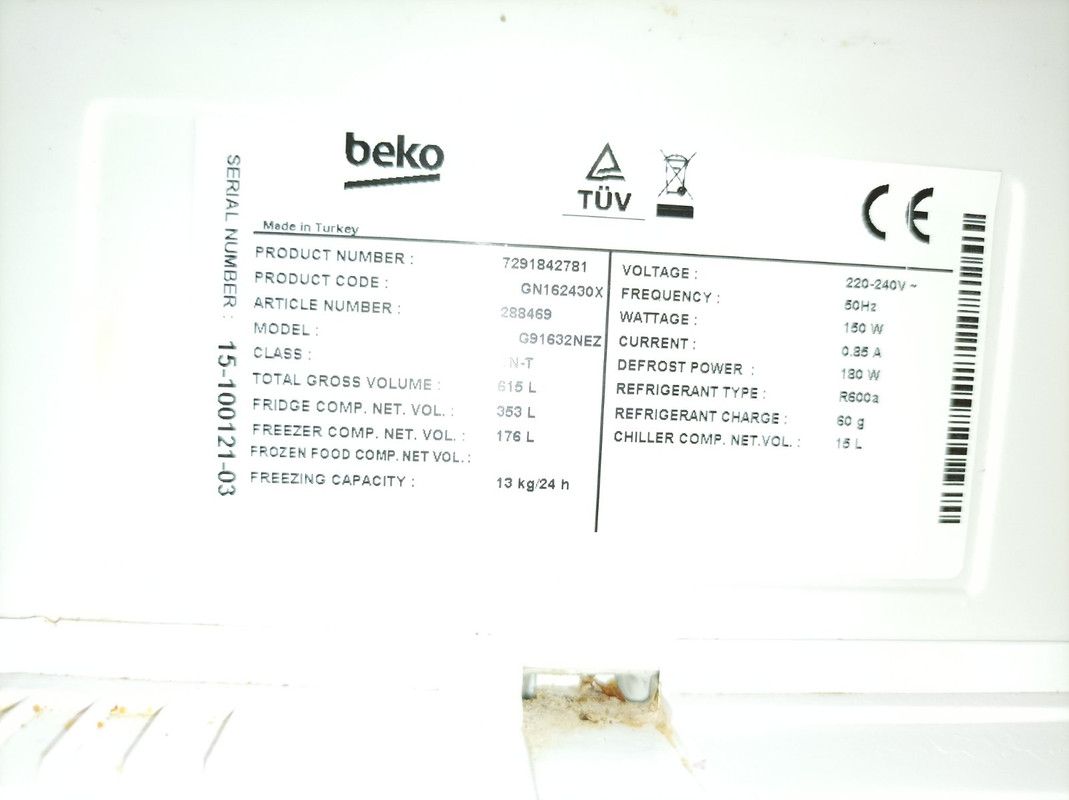 beko
TÜV
CE
Made in Turkey
SERIAL NUMBER : 15-100121-03
PRODUCT NUMBER : 7291842781
PRODUCT CODE : GN162430X
ARTICLE NUMBER : 288469
MODEL : G91632NEZ
CLASS : N-T
TOTAL GROSS VOLUME : 615 L
FRIDGE COMP. NET. VOL. : 353 L
FREEZER COMP. NET. VOL. : 176 L
FROZEN FOOD COMP. NET VOL. :
FREEZING CAPACITY : 13 kg/24 h
VOLTAGE : 220-240V ~
FREQUENCY : 50Hz
WATTAGE : 150 W
CURRENT : 0.85 A
DEFROST POWER : 180 W
REFRIGERANT TYPE : R600a
REFRIGERANT CHARGE : 60 g
CHILLER COMP. NET.VOL. : 15 L